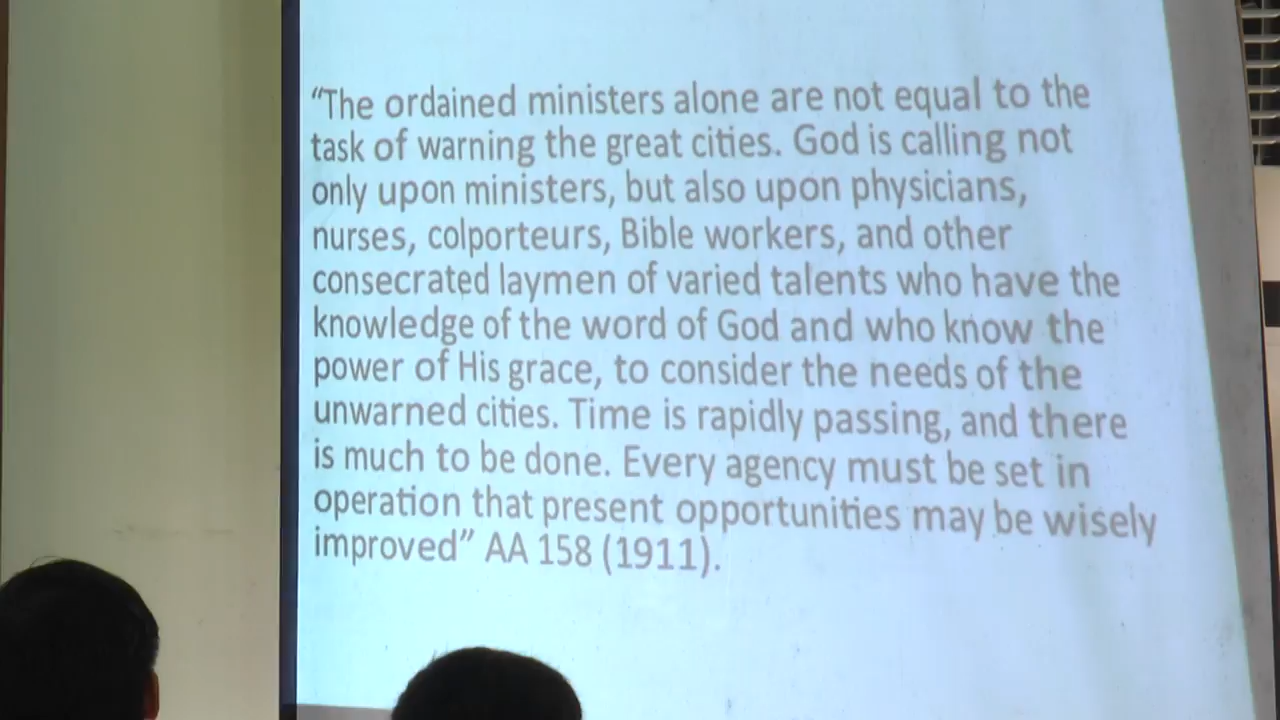 “The ordained ministers alone are not equal to the
task of warning the great cities. God is calling not
only upon ministers, but also upon physicians,
nurses, colporteurs, Bible workers, and other
consecrated laymen of varied talents who have the
knowledge of the word of God and who know the
power of His grace, to consider the needs of the
unwarned cities. Time is rapidly passing, and there
is much to be done. Every agency must be set in
operation that present opportunities may be wisely
improved” AA 158 (1911).